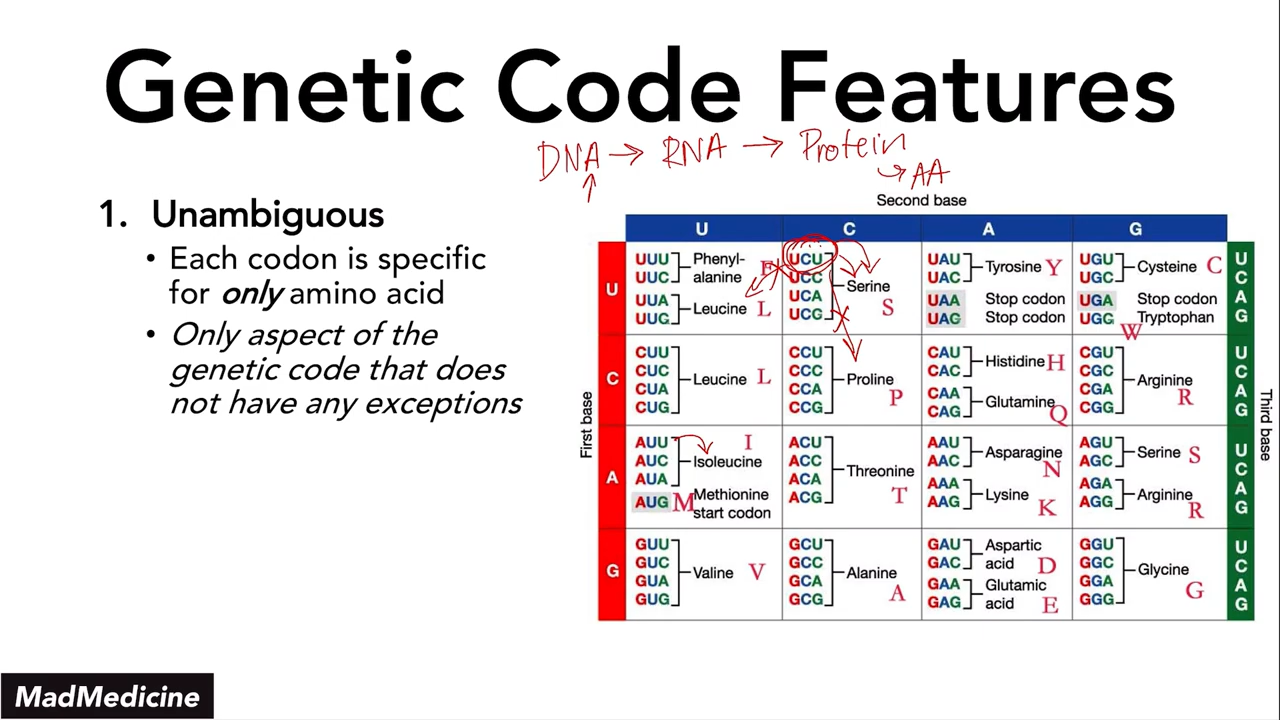 Genetic Code Features
DNA → RNA → Protein
↑
→ AA
1. Unambiguous
• Each codon is specific
for only amino acid
• Only aspect of the
genetic code that does
not have any exceptions
Second base
U C A G
First base
Third base
U
UUU Phenyl-
UUC alanine F
UUA
UUG Leucine L
UCU
UCC
UCA
UCG
Serine S
UAU
UAC
Tyrosine Y
UAA Stop codon
UAG Stop codon
UGU
UGC
Cysteine C
UGA Stop codon
UGG Tryptophan
W
U
C
A
G
C
CUU
CUC
CUA
CUG
Leucine L
CCU
CCC
CCA
CCG
Proline P
CAU
CAC
Histidine H
CAA
CAG
Glutamine Q
CGU
CGC
CGA
CGG
Arginine R
U
C
A
G
A
AUU
AUC
AUA
Isoleucine I
AUG M Methionine
start codon
ACU
ACC
ACA
ACG
Threonine T
AAU
AAC
Asparagine N
AAA
AAG
Lysine K
AGU
AGC
Serine S
AGA
AGG
Arginine R
U
C
A
G
G
GUU
GUC
GUA
GUG
Valine V
GCU
GCC
GCA
GCG
Alanine A
GAU
GAC
Aspartic
acid D
GAA
GAG
Glutamic
acid E
GGU
GGC
GGA
GGG
Glycine G
U
C
A
G
MadMedicine